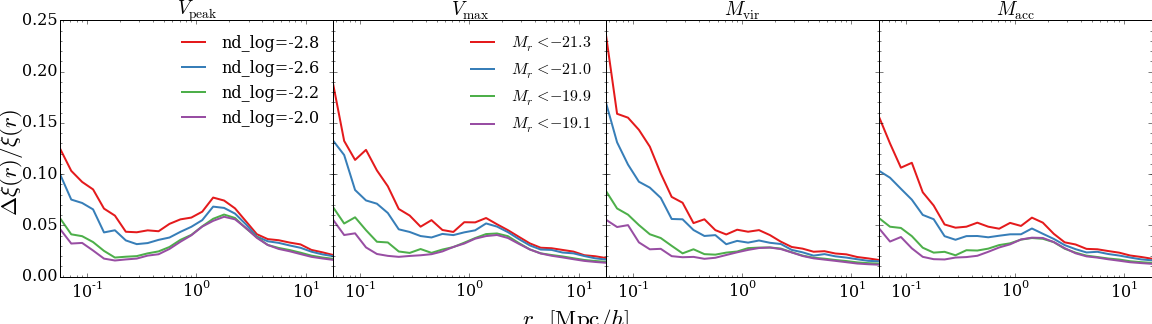 V_peak V_max M_vir M_acc
0.25
0.20
0.15
0.10
0.05
0.00
Δξ(r)/ξ(r)
nd_log=-2.8
nd_log=-2.6
nd_log=-2.2
nd_log=-2.0
M_r<−21.3
M_r<−21.0
M_r<−19.9
M_r<−19.1
10^-1 10^0 10^1 10^-1 10^0 10^1 10^-1 10^0 10^1 10^-1 10^0 10^1
r [Mpc/h]